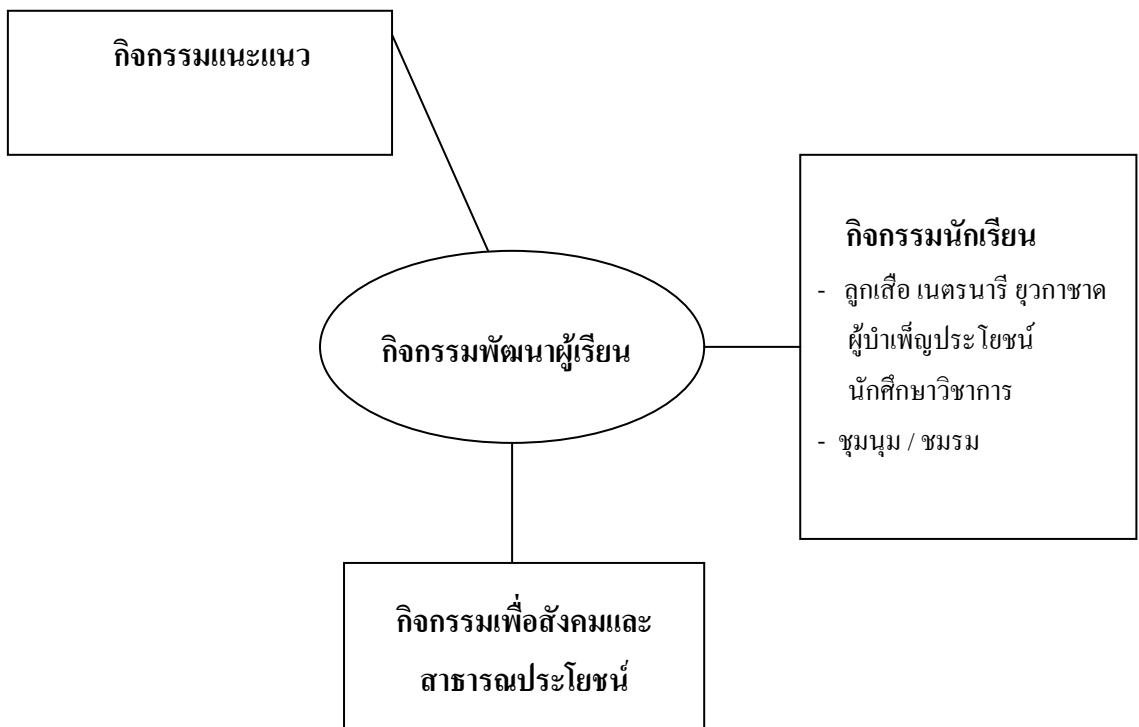 กิจกรรมแนะแนว
กิจกรรมนักเรียน
- ลูกเสือ เนตรนารี ยุวกาชาด
ผู้บำเพ็ญประโยชน์
นักศึกษาวิชาการ
- ชุมนุม / ชมรม
กิจกรรมพัฒนาผู้เรียน
กิจกรรมเพื่อสังคมและ
สาธารณประโยชน์